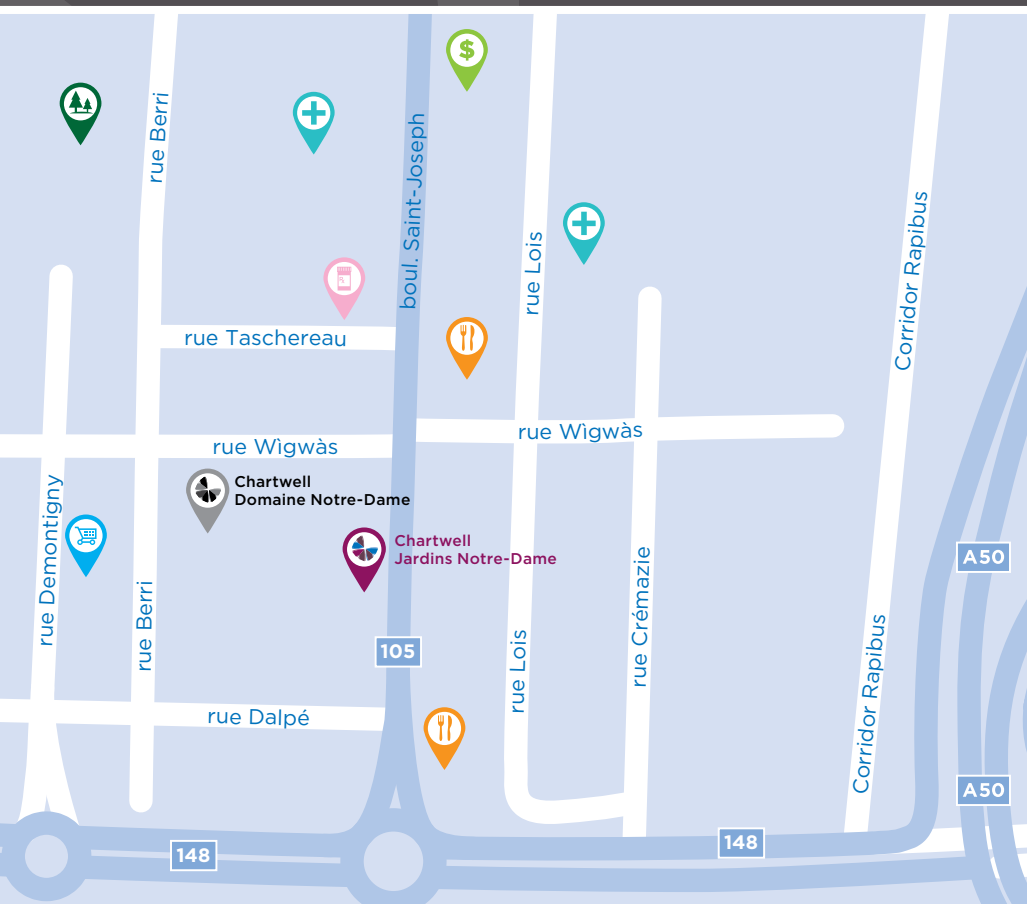 $
rue Berri
boul. Saint-Joseph
rue Lois
Corridor Rapibus
rue Taschereau
rue Wìgwàs
rue Wìgwàs
Chartwell
Domaine Notre-Dame
Chartwell
Jardins Notre-Dame
rue Demontigny
rue Berri
rue Crémazie
A50
105
rue Lois
Corridor Rapibus
rue Dalpé
A50
148
148